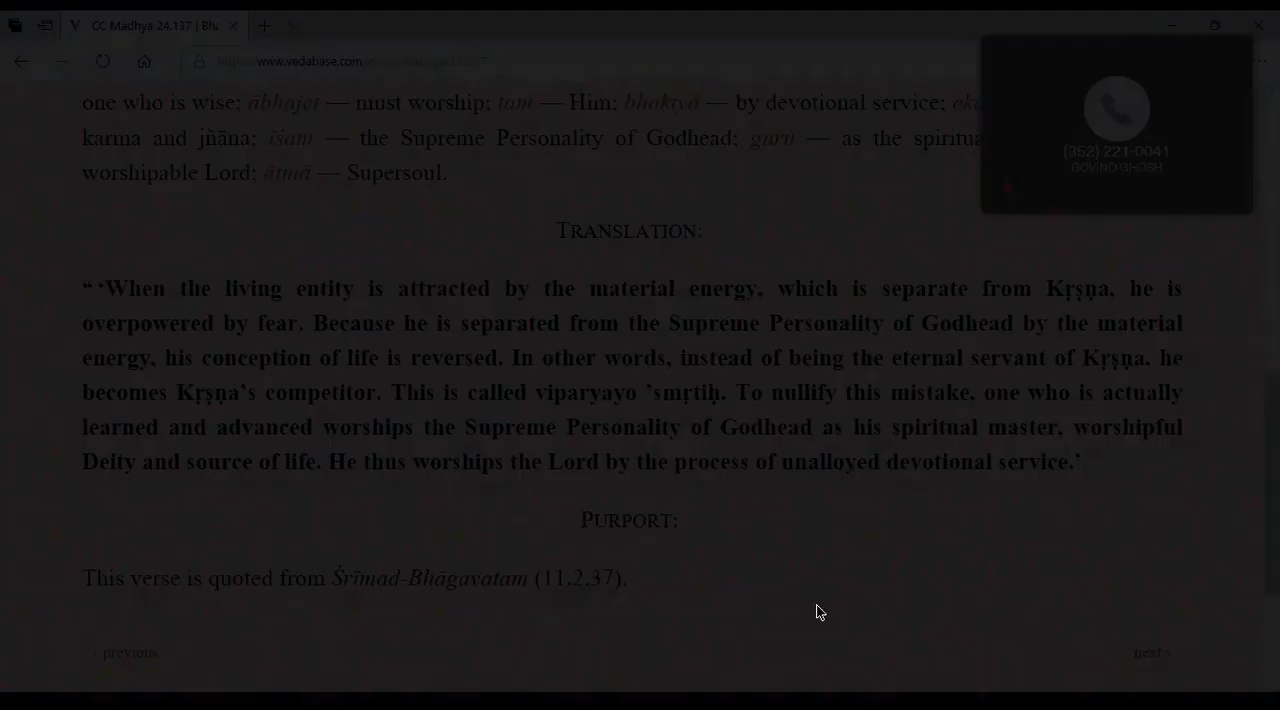 CC Madhya 24.137 | Bha
www.vedabase.com
one who is wise; ābhajet — must worship; tam — Him; bhaktyā — by devotional service;
karma and jñāna; īśam — the Supreme Personality of Godhead; guru — as the
worshipable Lord; ātmā — Supersoul.
(352) 221-0041
GOVIND GHOSH
TRANSLATION:
“ ‘When the living entity is attracted by the material energy, which is separate from Kṛṣṇa, he is
overpowered by fear. Because he is separated from the Supreme Personality of Godhead by the material
energy, his conception of life is reversed. In other words, instead of being the eternal servant of Kṛṣṇa, he
becomes Kṛṣṇa’s competitor. This is called viparyayo ’smṛtiḥ. To nullify this mistake, one who is actually
learned and advanced worships the Supreme Personality of Godhead as his spiritual master, worshipful
Deity and source of life. He thus worships the Lord by the process of unalloyed devotional service.’
PURPORT:
This verse is quoted from Śrīmad-Bhāgavatam (11.2.37).
‹ previous
next ›